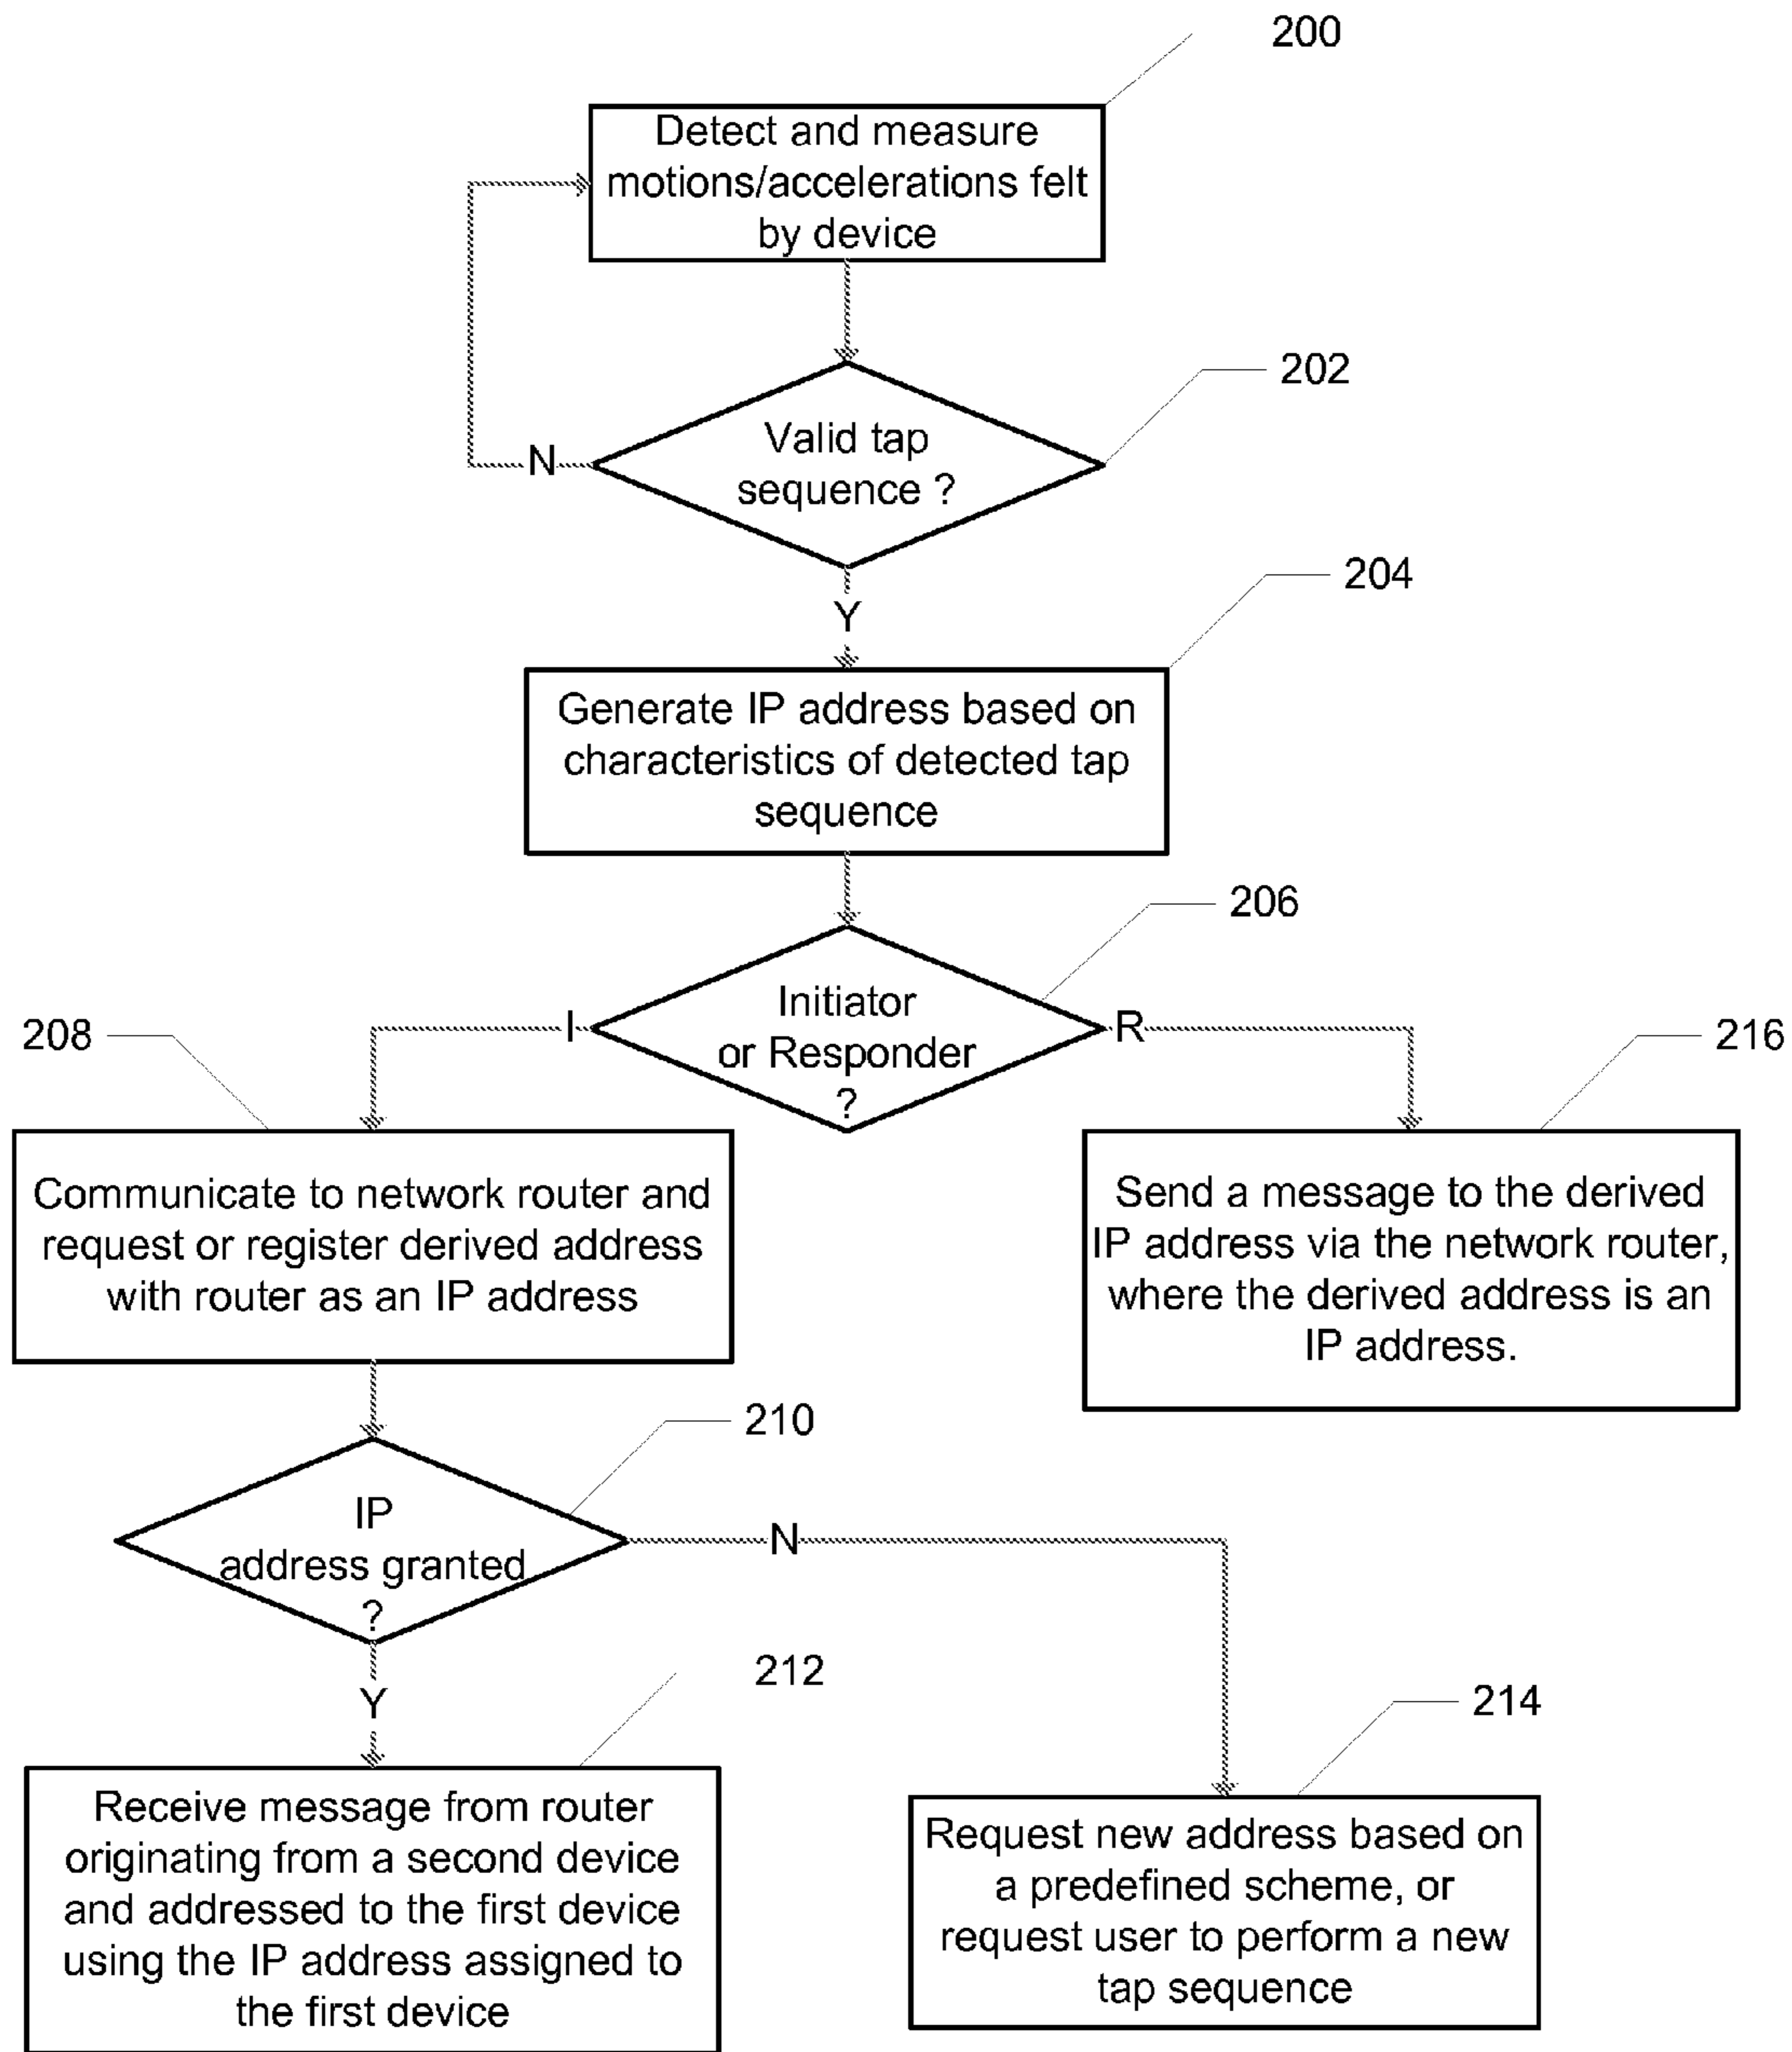 200
Detect and measure
motions/accelerations felt
by device
202
Valid tap
sequence ?
N
Y
204
Generate IP address based on
characteristics of detected tap
sequence
206
Initiator
or Responder
?
I
R
208
Communicate to network router and
request or register derived address
with router as an IP address
216
Send a message to the derived
IP address via the network router,
where the derived address is an
IP address.
210
IP
address granted
?
N
Y
212
Receive message from router
originating from a second device
and addressed to the first device
using the IP address assigned to
the first device
214
Request new address based on
a predefined scheme, or
request user to perform a new
tap sequence